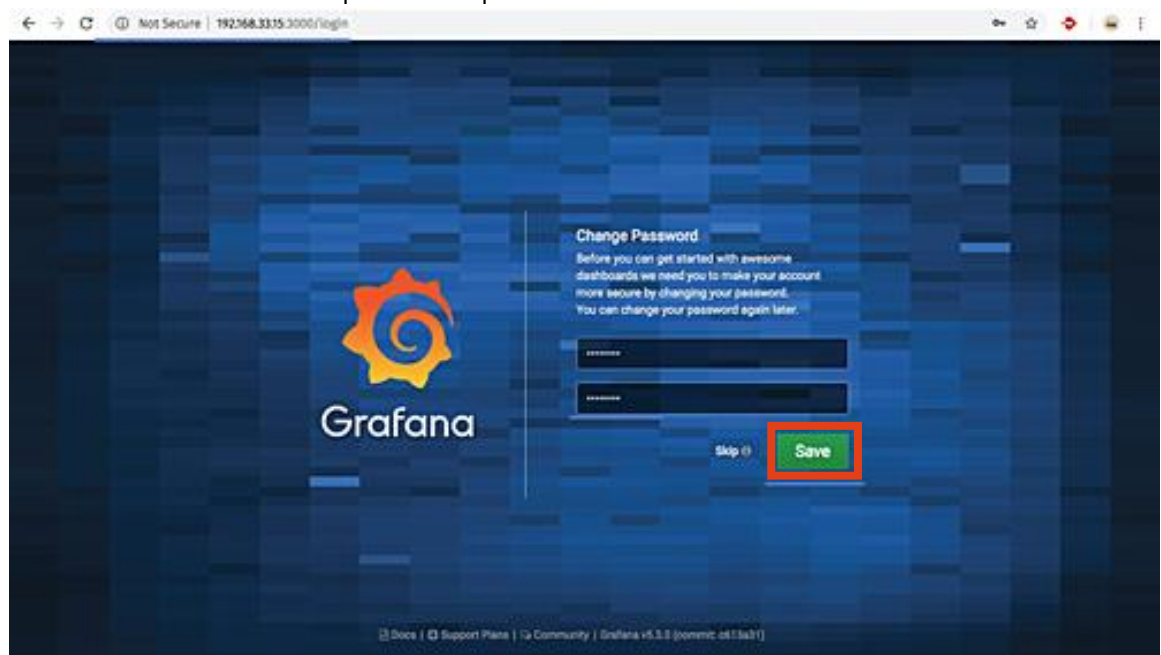 Not Secure | 192.168.33.15:3000/login
Change Password
Before you can get started with awesome
dashboards we need you to make your account
more secure by changing your password.
You can change your password again later.
Grafana
Skip
Save
Docs | Support Plans | Community | Grafana v5.3.0 (commit: